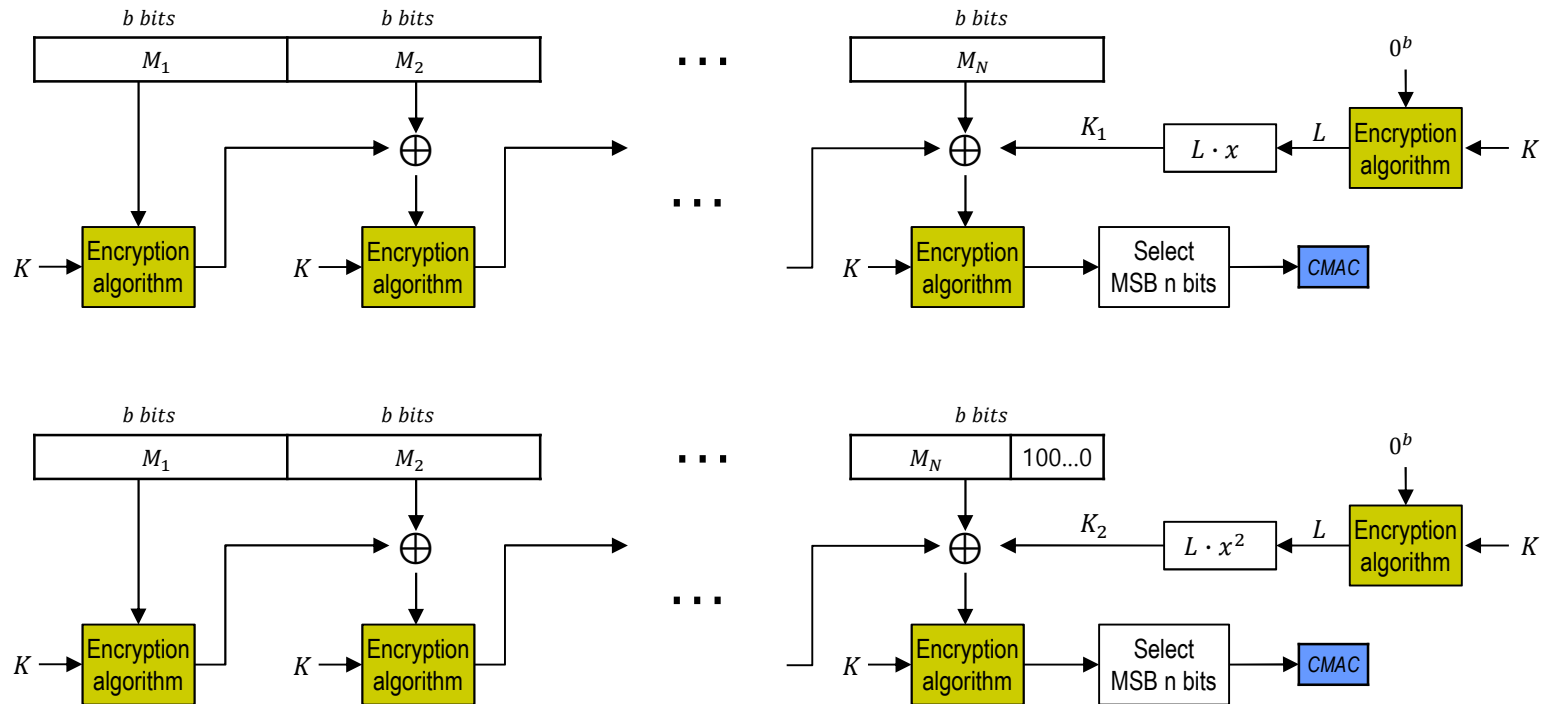 b bits b bits b bits
M₁ M₂ ... M_N 0ᵇ
K₁ L · x L Encryption algorithm K
...
K Encryption algorithm K Encryption algorithm K Encryption algorithm Select MSB n bits CMAC
b bits b bits b bits
M₁ M₂ ... M_N 100...0 0ᵇ
K₂ L · x² L Encryption algorithm K
...
K Encryption algorithm K Encryption algorithm K Encryption algorithm Select MSB n bits CMAC